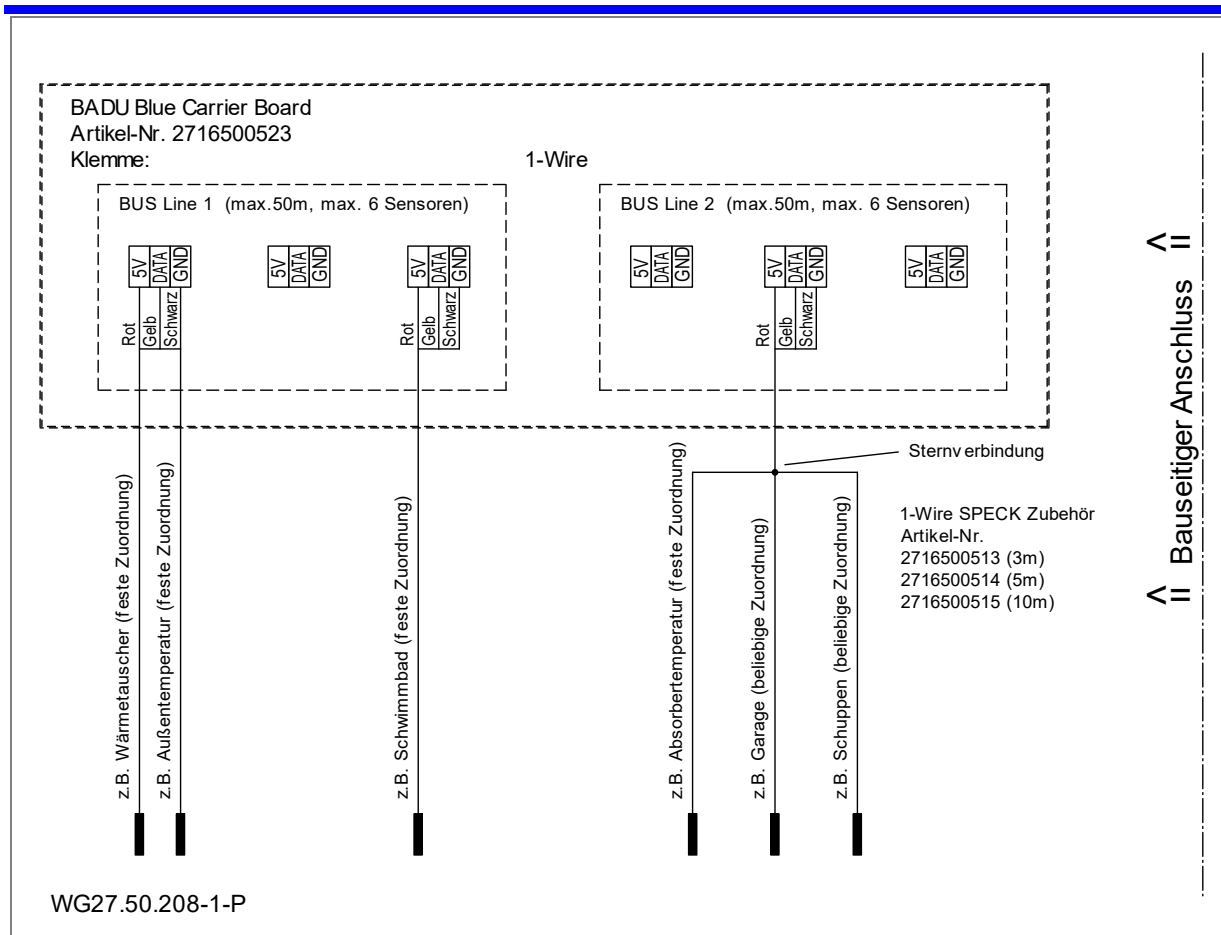 BADU Blue Carrier Board
Artikel-Nr. 2716500523
Klemme:
1-Wire
BUS Line 1 (max.50m, max. 6 Sensoren)
5V
DATA
GND
5V
DATA
GND
5V
DATA
GND
Rot
Gelb
Schwarz
Rot
Gelb
Schwarz
BUS Line 2 (max.50m, max. 6 Sensoren)
5V
DATA
GND
5V
DATA
GND
5V
DATA
GND
Rot
Gelb
Schwarz
Sternverbindung
z.B. Wärmetauscher (feste Zuordnung)
z.B. Außentemperatur (feste Zuordnung)
z.B. Schwimmbad (feste Zuordnung)
z.B. Absorbertemperatur (feste Zuordnung)
z.B. Garage (beliebige Zuordnung)
z.B. Schuppen (beliebige Zuordnung)
1-Wire SPECK Zubehör
Artikel-Nr.
2716500513 (3m)
2716500514 (5m)
2716500515 (10m)
<= Bauseitiger Anschluss <=
WG27.50.208-1-P